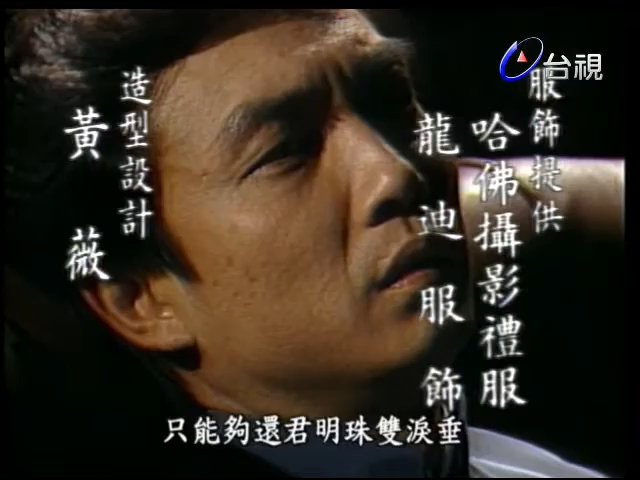 台視
服飾提供
哈佛攝影禮服
龍迪服飾
造型設計
黃薇
只能夠還君明珠雙淚垂